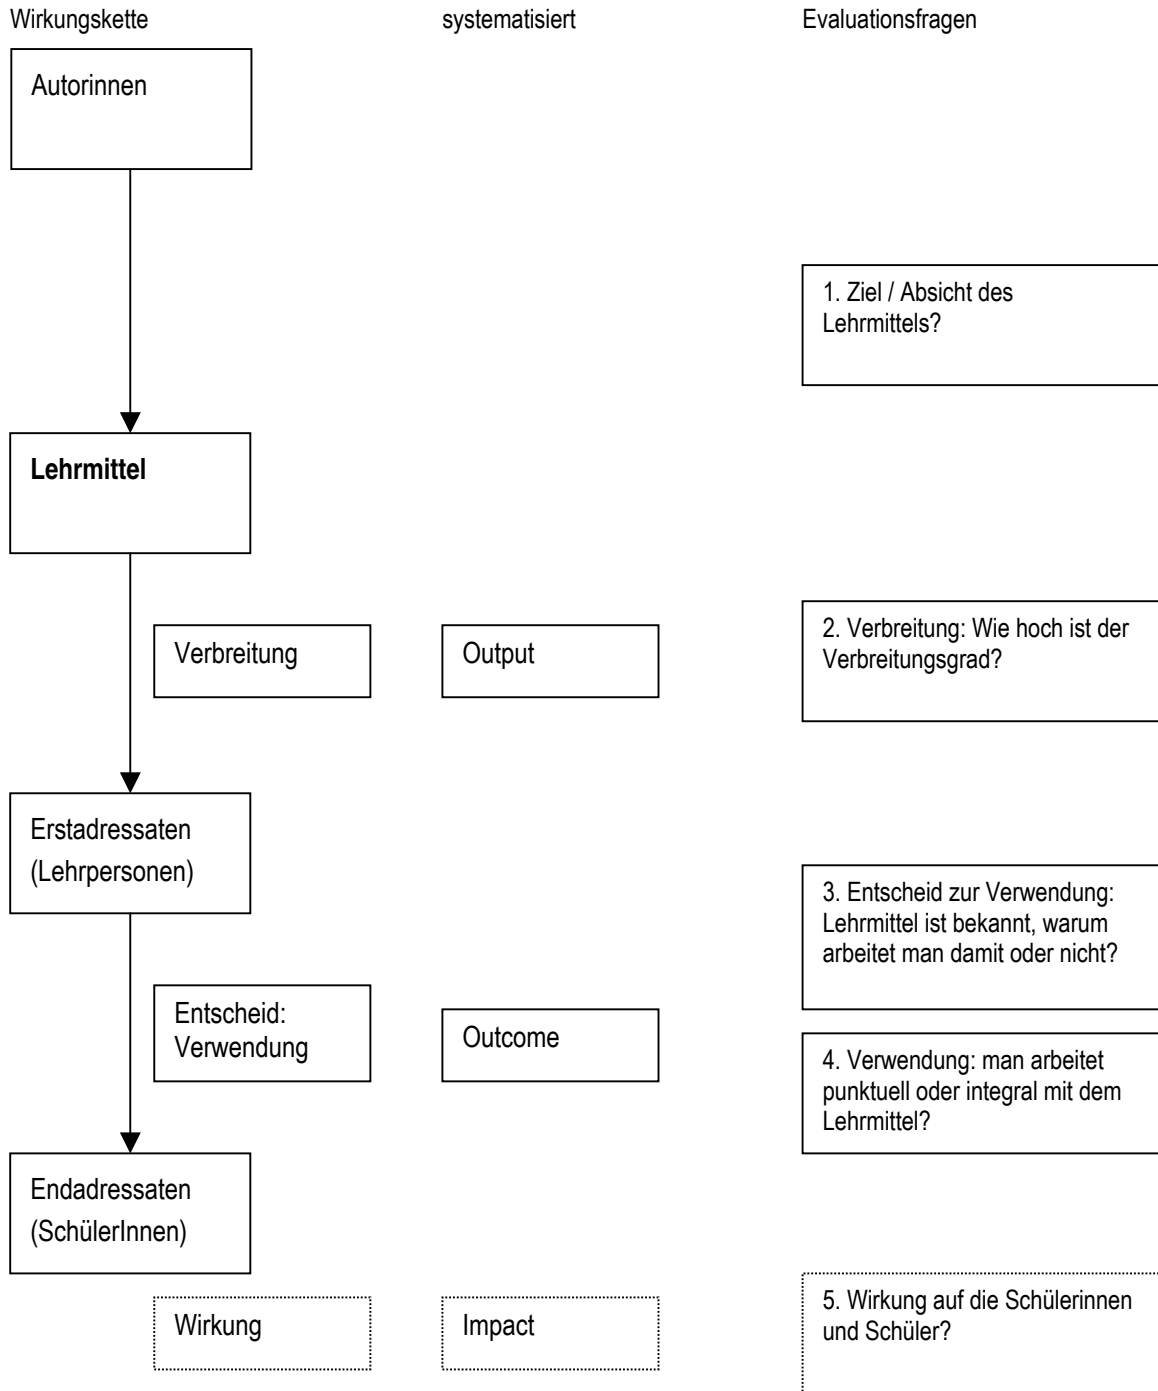 Wirkungskette
systematisiert
Evaluationsfragen
Autorinnen
1. Ziel / Absicht des
Lehrmittels?
Lehrmittel
Verbreitung
Output
2. Verbreitung: Wie hoch ist der
Verbreitungsgrad?
Erstadressaten
(Lehrpersonen)
3. Entscheid zur Verwendung:
Lehrmittel ist bekannt, warum
arbeitet man damit oder nicht?
Entscheid:
Verwendung
Outcome
4. Verwendung: man arbeitet
punktuell oder integral mit dem
Lehrmittel?
Endadressaten
(SchülerInnen)
Wirkung
Impact
5. Wirkung auf die Schülerinnen
und Schüler?